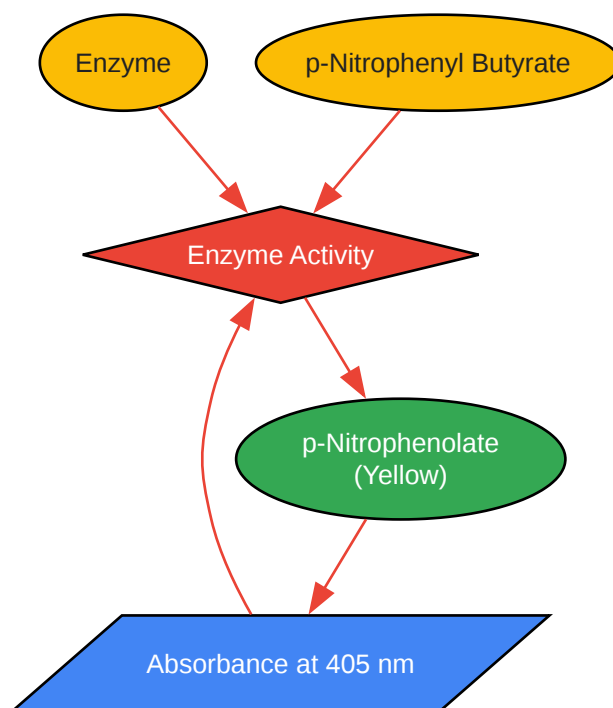 Enzyme
p-Nitrophenyl Butyrate
Enzyme Activity
p-Nitrophenolate
(Yellow)
Absorbance at 405 nm